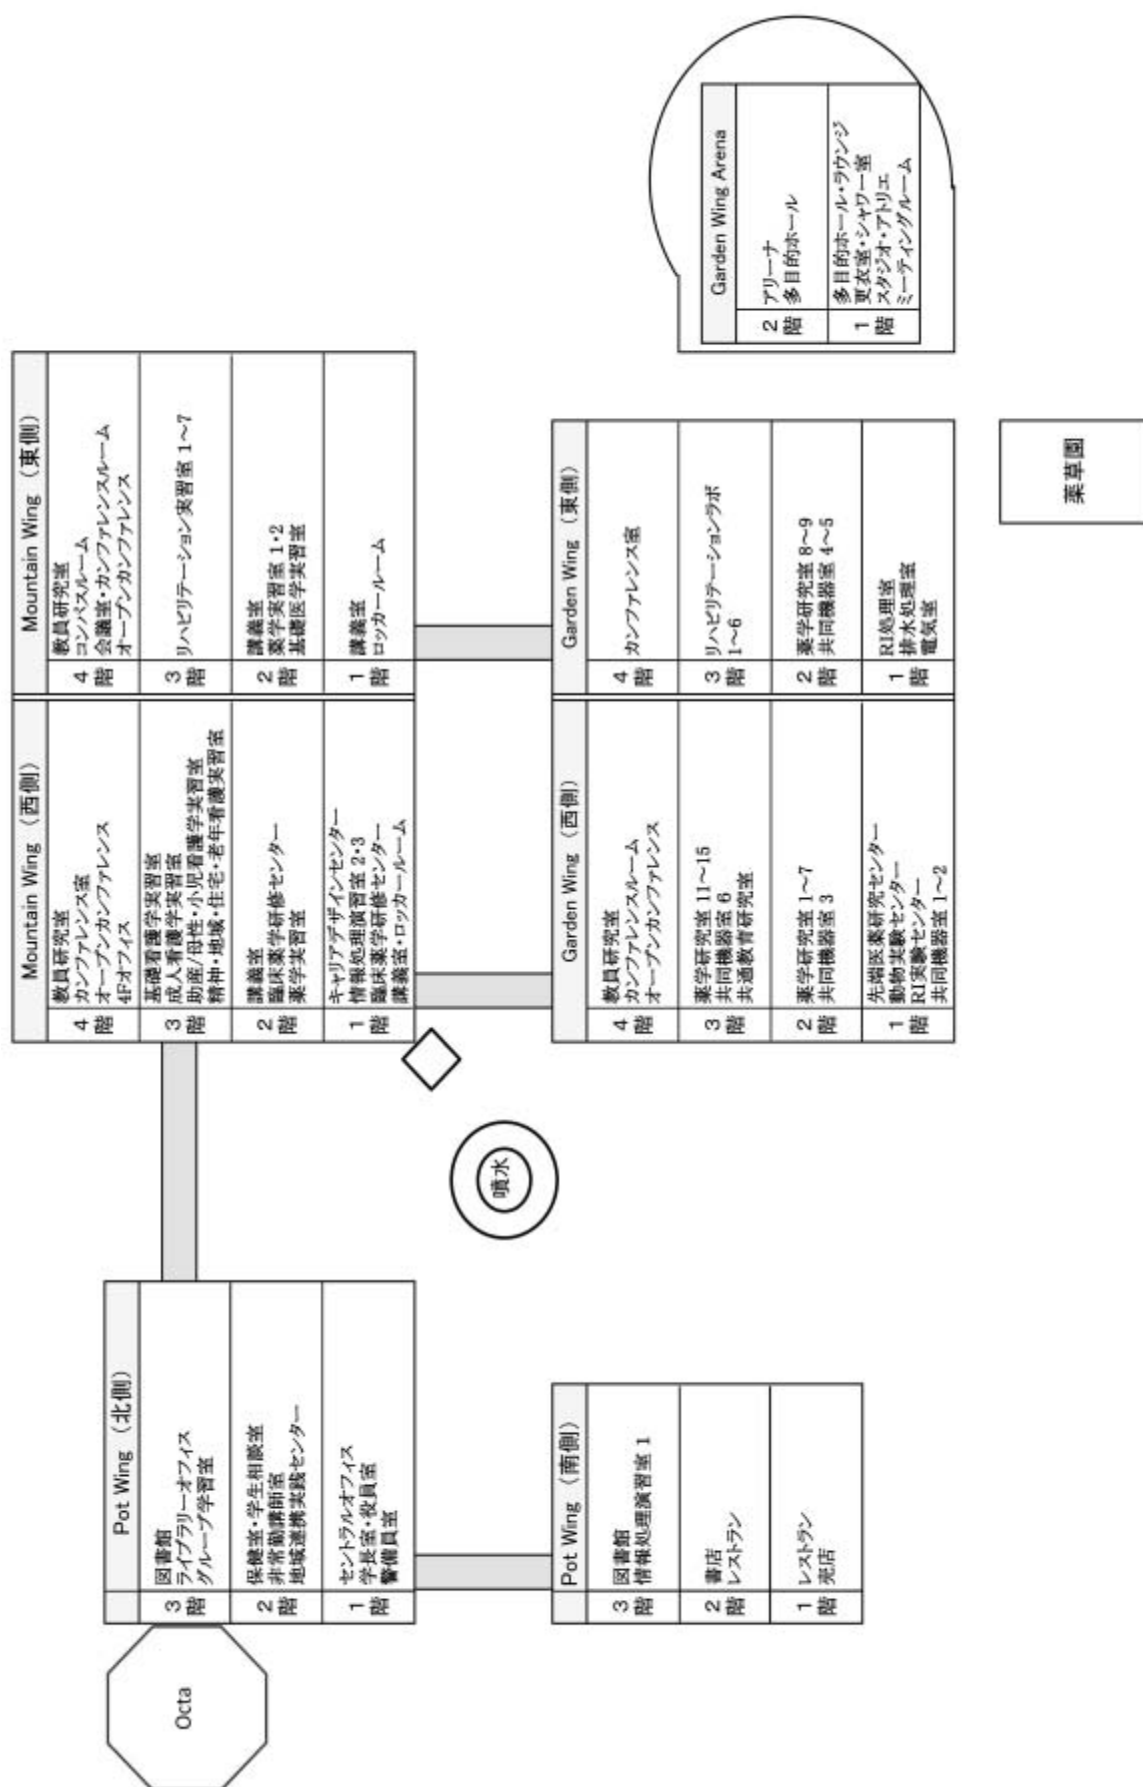 Octa
Pot Wing （北側）
3階
図書館
ライブラリーオフィス
グループ学習室
2階
保健室・学生相談室
非常勤講師室
地域連携実践センター
1階
セントラルオフィス
学長室・役員室
警備員室
Pot Wing （南側）
3階
図書館
情報処理演習室 1
2階
書店
レストラン
1階
レストラン
売店
噴水
Mountain Wing （西側）
4階
教員研究室
カンファレンス室
オープンカンファレンス
4Fオフィス
3階
基礎看護学実習室
成人看護学実習室
助産/母性・小児看護学実習室
精神・地域・住宅・老年看護実習室
2階
講義室
臨床薬学研修センター
薬学実習室
1階
キャリアデザインセンター
情報処理演習室 2・3
臨床薬学研修センター
講義室・ロッカールーム
Mountain Wing （東側）
4階
教員研究室
コンパスルーム
会議室・カンファレンスルーム
オープンカンファレンス
3階
リハビリテーション実習室 1～7
2階
講義室
薬学実習室 1・2
基礎医学実習室
1階
講義室
ロッカールーム
Garden Wing （西側）
4階
教員研究室
カンファレンスルーム
オープンカンファレンス
3階
薬学研究室 11～15
共同機器室 6
共通教育研究室
2階
薬学研究室 1～7
共同機器室 3
1階
先端医薬研究センター
動物実験センター
RI実験センター
共同機器室 1～2
Garden Wing （東側）
4階
カンファレンス室
3階
リハビリテーションラボ
1～6
2階
薬学研究室 8～9
共同機器室 4～5
1階
RI処理室
排水処理室
電気室
Garden Wing Arena
2階
アリーナ
多目的ホール
1階
多目的ホール・ラウンジ
更衣室・シャワー室
スタジオ・アトリエ
ミーティングルーム
薬草園